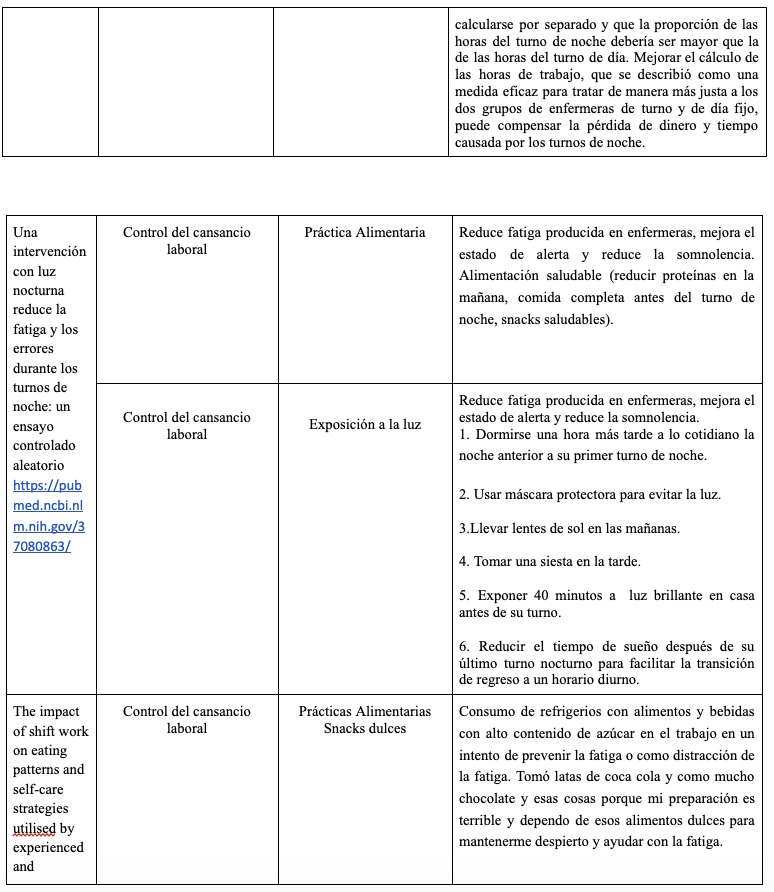 calcularse por separado y que la proporción de las
horas del turno de noche debería ser mayor que la
de las horas del turno de día. Mejorar el cálculo de
las horas de trabajo, que se describió como una
medida eficaz para tratar de manera más justa a los
dos grupos de enfermeras de turno y de día fijo,
puede compensar la pérdida de dinero y tiempo
causada por los turnos de noche.
Una
intervención
con luz
nocturna
reduce la
fatiga y los
errores
durante los
turnos de
noche: un
ensayo
controlado
aleatorio
https://pub
med.ncbi.nl
m.nih.gov/3
7080863/
Control del cansancio
laboral
Práctica Alimentaria
Reduce fatiga producida en enfermeras, mejora el
estado de alerta y reduce la somnolencia.
Alimentación saludable (reducir proteínas en la
mañana, comida completa antes del turno de
noche, snacks saludables).
Control del cansancio
laboral
Exposición a la luz
Reduce fatiga producida en enfermeras, mejora el
estado de alerta y reduce la somnolencia.
1. Dormirse una hora más tarde a lo cotidiano la
noche anterior a su primer turno de noche.
2. Usar máscara protectora para evitar la luz.
3.Llevar lentes de sol en las mañanas.
4. Tomar una siesta en la tarde.
5. Exponer 40 minutos a luz brillante en casa
antes de su turno.
6. Reducir el tiempo de sueño después de su
último turno nocturno para facilitar la transición
de regreso a un horario diurno.
The impact
of shift work
on eating
patterns and
self-care
strategies
utilised by
experienced
and
Control del cansancio
laboral
Prácticas Alimentarias
Snacks dulces
Consumo de refrigerios con alimentos y bebidas
con alto contenido de azúcar en el trabajo en un
intento de prevenir la fatiga o como distracción de
la fatiga. Tomó latas de coca cola y como mucho
chocolate y esas cosas porque mi preparación es
terrible y dependo de esos alimentos dulces para
mantenerme despierto y ayudar con la fatiga.